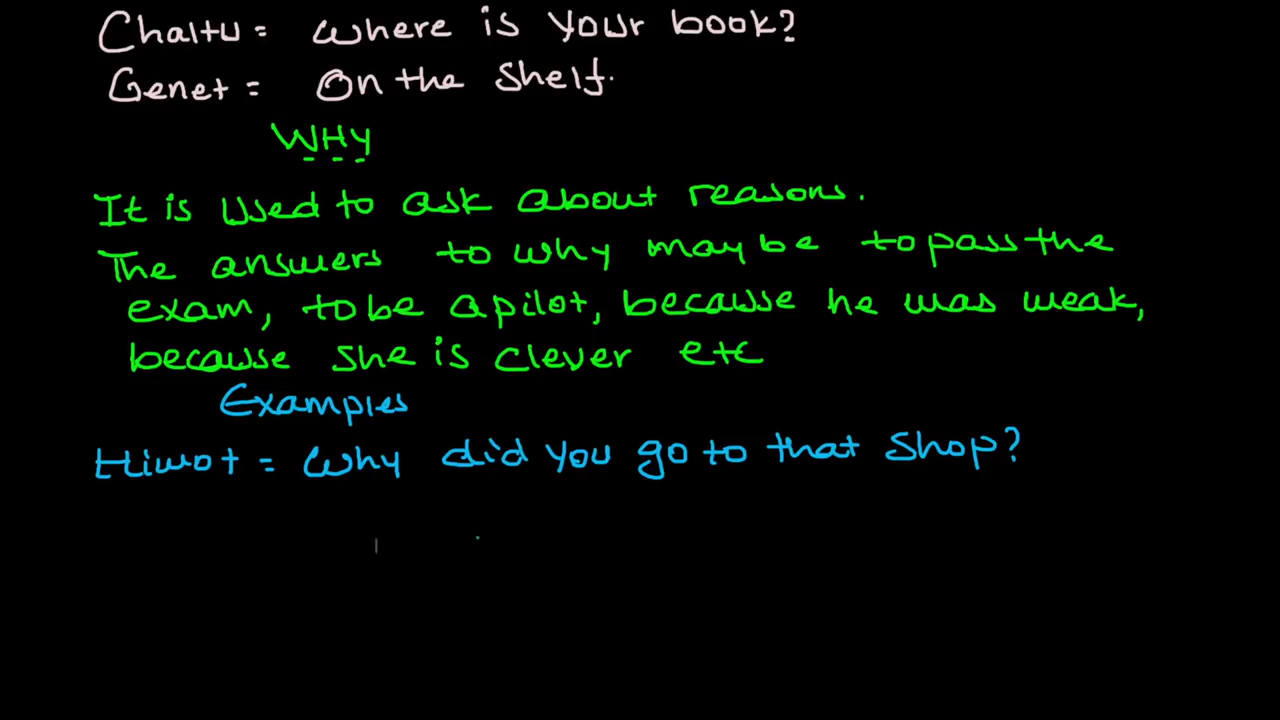 Chaltu = Where is your book?
Genet = On the shelf.
WHY
It is used to ask about reasons.
The answers to why may be to pass the
exam, to be a pilot, because he was weak,
because she is clever etc
Examples
Hiwot = Why did you go to that shop?